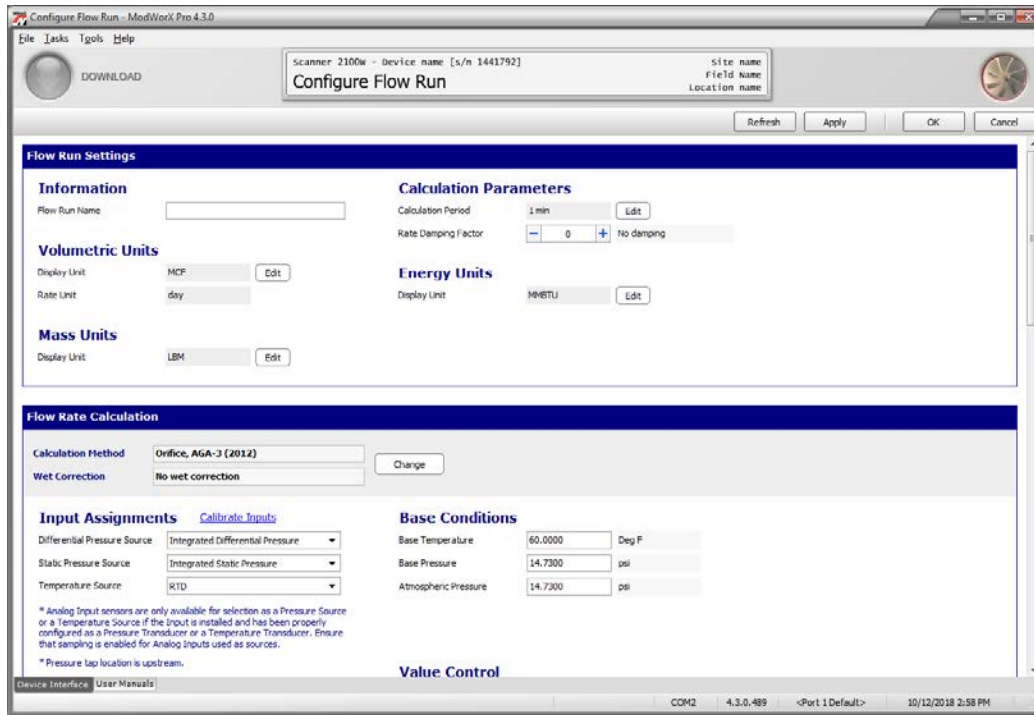 Configure Flow Run - ModWorX Pro 4.3.0
File Tasks Tools Help
DOWNLOAD
Scanner 2100W - Device name [s/n 1441792]
Configure Flow Run
Site name
Field Name
Location name
Refresh Apply OK Cancel
Flow Run Settings
Information
Flow Run Name
Volumetric Units
Display Unit MCF Edit
Rate Unit day
Mass Units
Display Unit LBM Edit
Calculation Parameters
Calculation Period 1 min Edit
Rate Damping Factor − 0 + No damping
Energy Units
Display Unit MMBTU Edit
Flow Rate Calculation
Calculation Method Orifice, AGA-3 (2012)
Wet Correction No wet correction
Change
Input Assignments Calibrate Inputs
Differential Pressure Source Integrated Differential Pressure
Static Pressure Source Integrated Static Pressure
Temperature Source RTD
* Analog Input sensors are only available for selection as a Pressure Source
or a Temperature Source if the Input is installed and has been properly
configured as a Pressure Transducer or a Temperature Transducer. Ensure
that sampling is enabled for Analog Inputs used as sources.
* Pressure tap location is upstream.
Base Conditions
Base Temperature 60.0000 Deg F
Base Pressure 14.7300 psi
Atmospheric Pressure 14.7300 psi
Value Control
Device Interface User Manuals
COM2 4.3.0.489 <Port 1 Default> 10/12/2018 2:58 PM